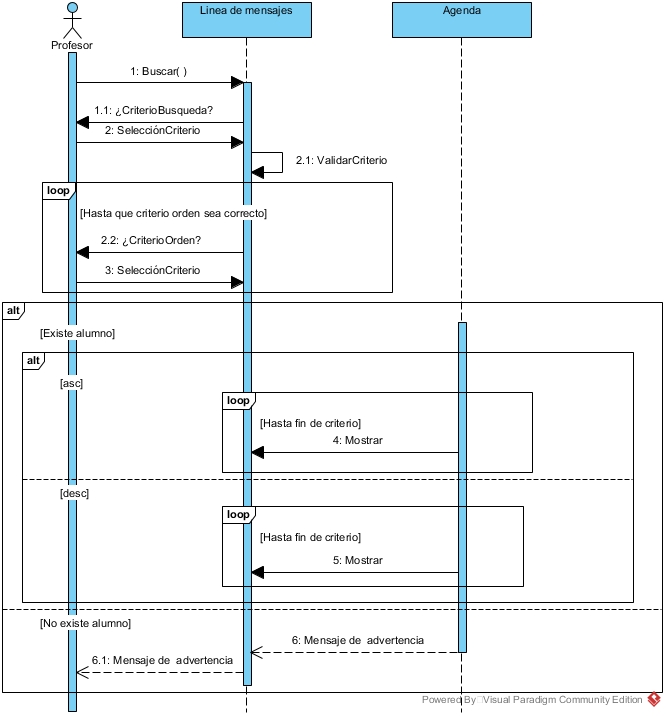 Linea de mensajes
Agenda
Profesor
1: Buscar( )
1.1: ¿CriterioBusqueda?
2: SelecciónCriterio
2.1: ValidarCriterio
loop
[Hasta que criterio orden sea correcto]
2.2: ¿CriterioOrden?
3: SelecciónCriterio
alt
[Existe alumno]
alt
[asc]
loop
[Hasta fin de criterio]
4: Mostrar
[desc]
loop
[Hasta fin de criterio]
5: Mostrar
[No existe alumno]
6: Mensaje de advertencia
6.1: Mensaje de advertencia
Powered By Visual Paradigm Community Edition